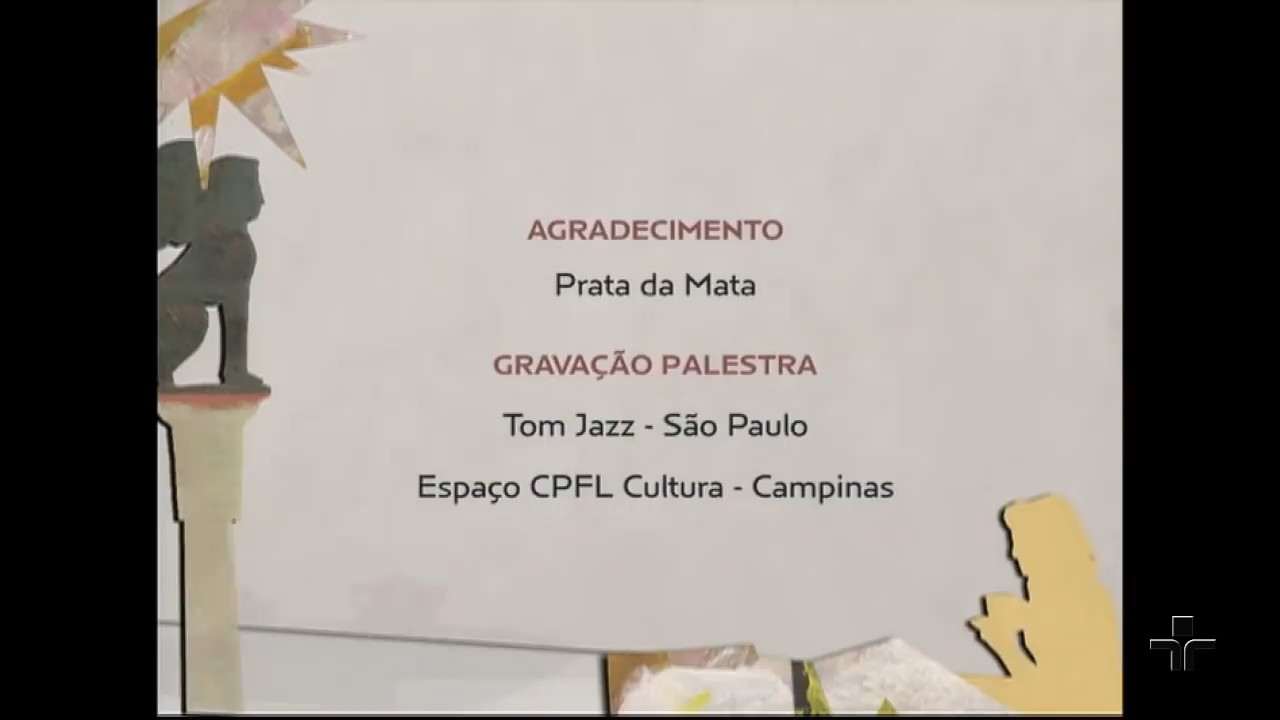 AGRADECIMENTO
Prata da Mata
GRAVAÇÃO PALESTRA
Tom Jazz - São Paulo
Espaço CPFL Cultura - Campinas